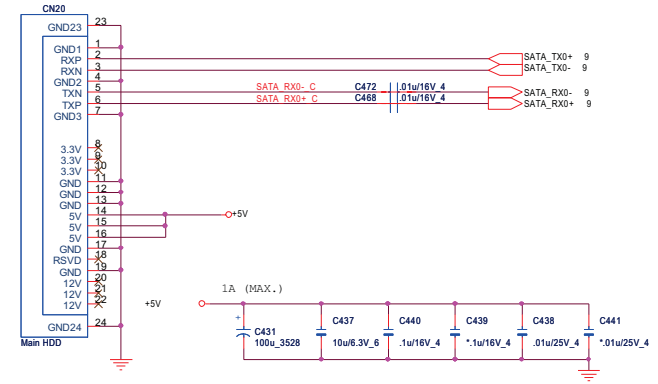 CN20
GND23 23
GND1 1
RXP 2 SATA_TX0+ 9
RXN 3 SATA_TX0- 9
GND2 4
TXN 5 SATA_RX0-_C C472 .01u/16V_4 SATA_RX0- 9
TXP 6 SATA_RX0+_C C468 .01u/16V_4 SATA_RX0+ 9
GND3 7
3.3V 8
3.3V 9
3.3V 10
GND 11
GND 12
GND 13
5V 14 +5V
5V 15
5V 16
GND 17
RSVD 18
GND 19
12V 20
12V 21
12V 22
GND24 24
Main HDD
+5V
1A (MAX.)
+
C431
100u_3528
C437
10u/6.3V_6
C440
.1u/16V_4
C439
*.1u/16V_4
C438
.01u/25V_4
C441
*.01u/25V_4